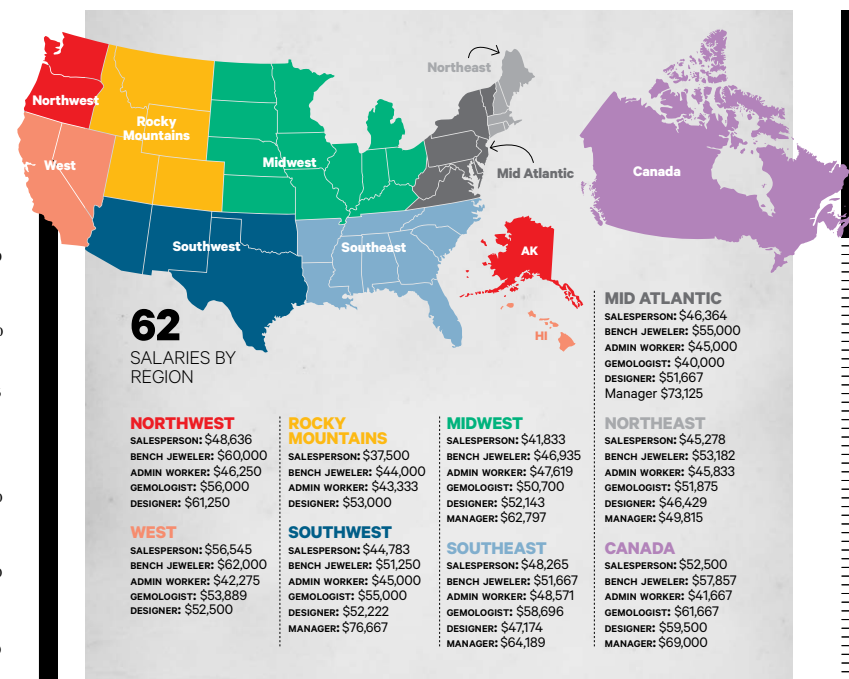 Northeast
Northwest
Rocky
Mountains
West
Midwest
Mid Atlantic
Canada
Southwest
Southeast
AK
HI
62
SALARIES BY
REGION
MID ATLANTIC
SALESPERSON: $46,364
BENCH JEWELER: $55,000
ADMIN WORKER: $45,000
GEMOLOGIST: $40,000
DESIGNER: $51,667
Manager $73,125
NORTHWEST
SALESPERSON: $48,636
BENCH JEWELER: $60,000
ADMIN WORKER: $46,250
GEMOLOGIST: $56,000
DESIGNER: $61,250
WEST
SALESPERSON: $56,545
BENCH JEWELER: $62,000
ADMIN WORKER: $42,275
GEMOLOGIST: $53,889
DESIGNER: $52,500
ROCKY
MOUNTAINS
SALESPERSON: $37,500
BENCH JEWELER: $44,000
ADMIN WORKER: $43,333
DESIGNER: $53,000
SOUTHWEST
SALESPERSON: $44,783
BENCH JEWELER: $51,250
ADMIN WORKER: $45,000
GEMOLOGIST: $55,000
DESIGNER: $52,222
MANAGER: $76,667
MIDWEST
SALESPERSON: $41,833
BENCH JEWELER: $46,935
ADMIN WORKER: $47,619
GEMOLOGIST: $50,700
DESIGNER: $52,143
MANAGER: $62,797
SOUTHEAST
SALESPERSON: $48,265
BENCH JEWELER: $51,667
ADMIN WORKER: $48,571
GEMOLOGIST: $58,696
DESIGNER: $47,174
MANAGER: $64,189
NORTHEAST
SALESPERSON: $45,278
BENCH JEWELER: $53,182
ADMIN WORKER: $45,833
GEMOLOGIST: $51,875
DESIGNER: $46,429
MANAGER: $49,815
CANADA
SALESPERSON: $52,500
BENCH JEWELER: $57,857
ADMIN WORKER: $41,667
GEMOLOGIST: $61,667
DESIGNER: $59,500
MANAGER: $69,000